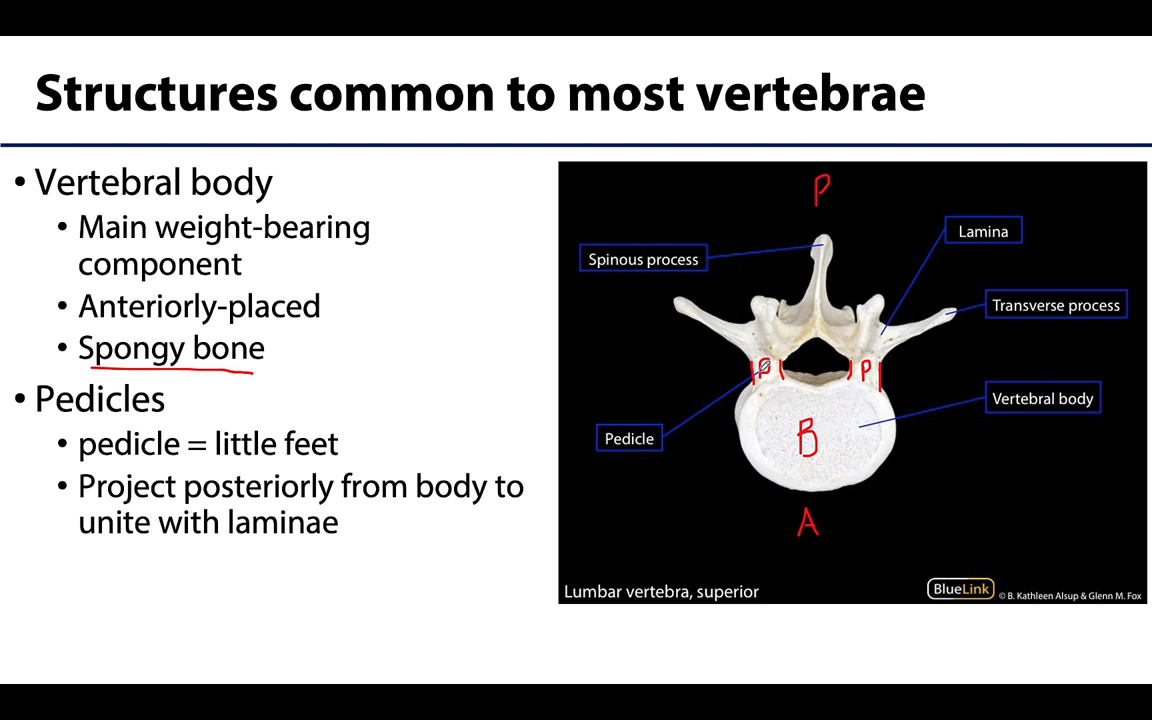 Structures common to most vertebrae
• Vertebral body
• Main weight-bearing
component
• Anteriorly-placed
• Spongy bone
• Pedicles
• pedicle = little feet
• Project posteriorly from body to
unite with laminae
P
Lamina
Spinous process
Transverse process
P
P
Vertebral body
Pedicle
B
A
Lumbar vertebra, superior
BlueLink
© B. Kathleen Alsup & Glenn M. Fox